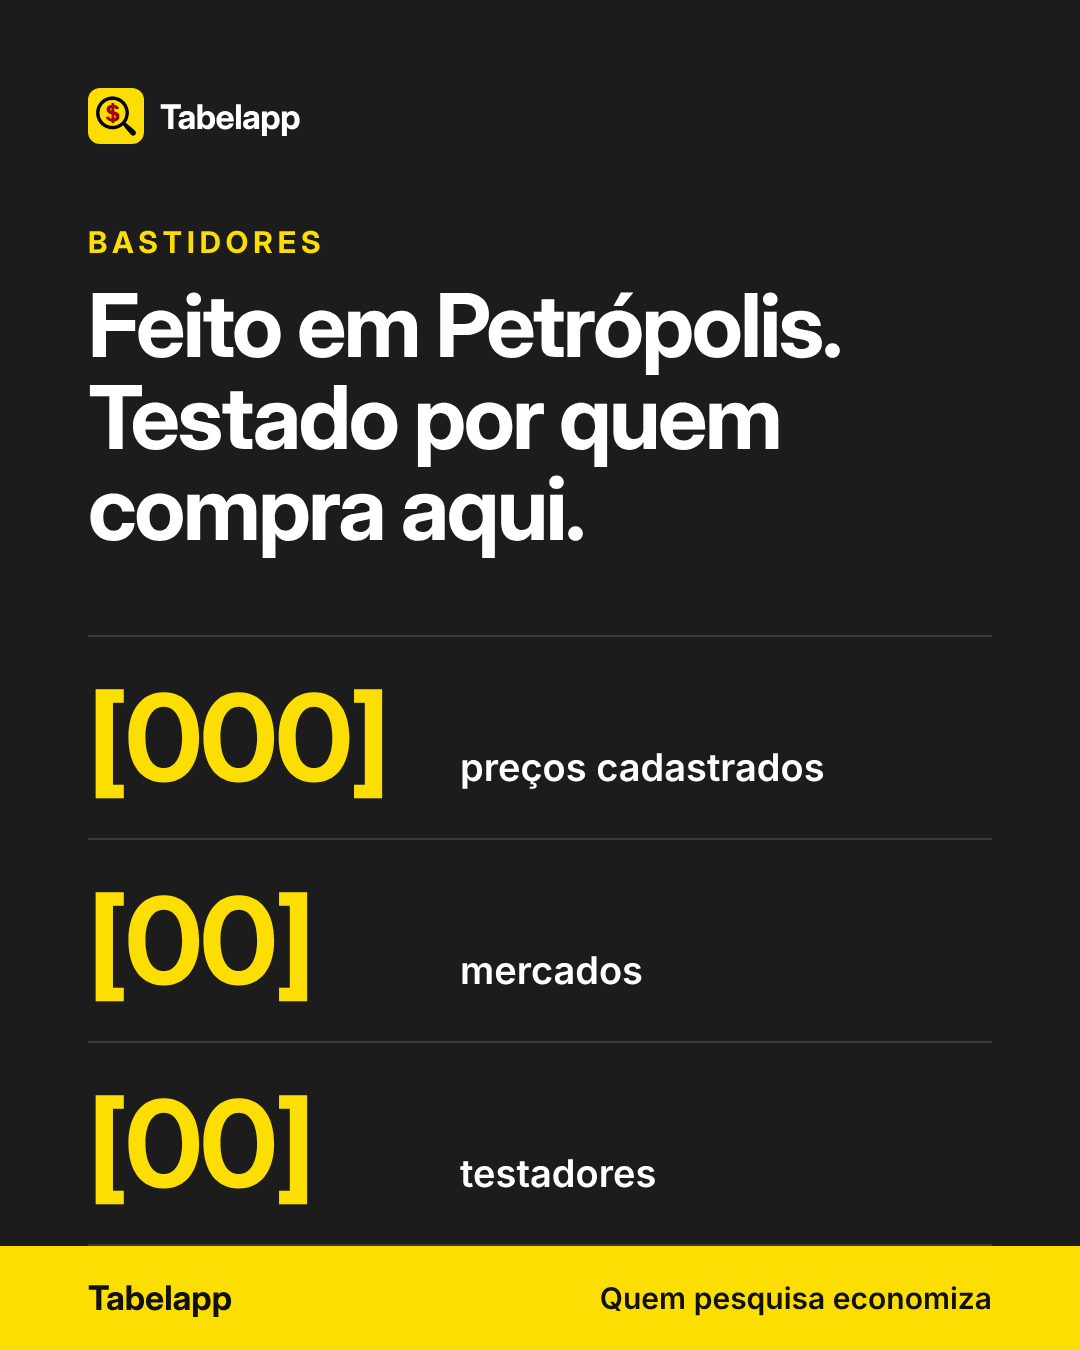 $
Tabelapp
BASTIDORES
Feito em Petrópolis.
Testado por quem
compra aqui.
[000] preços cadastrados
[00] mercados
[00] testadores
Tabelapp Quem pesquisa economiza